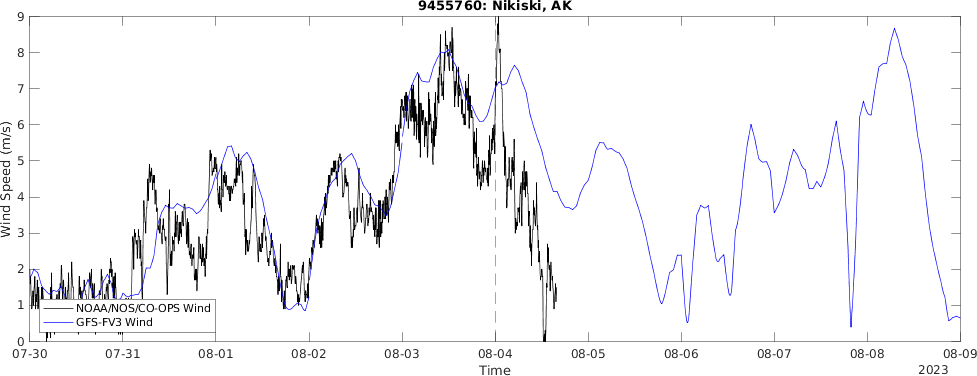 9455760: Nikiski, AK
9
8
7
6
5
4
3
2
1
0
Wind Speed (m/s)
NOAA/NOS/CO-OPS Wind
GFS-FV3 Wind
07-30 07-31 08-01 08-02 08-03 08-04 08-05 08-06 08-07 08-08 08-09
Time
2023